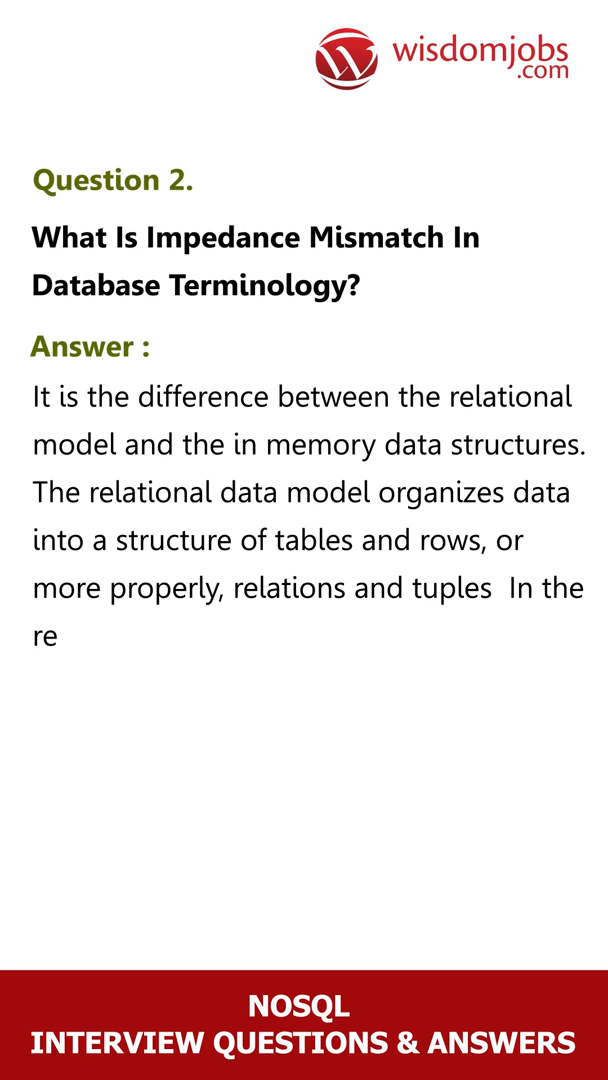 wisdomjobs
.com
Question 2.
What Is Impedance Mismatch In
Database Terminology?
Answer :
It is the difference between the relational
model and the in memory data structures.
The relational data model organizes data
into a structure of tables and rows, or
more properly, relations and tuples  In the
re
NOSQL
INTERVIEW QUESTIONS & ANSWERS